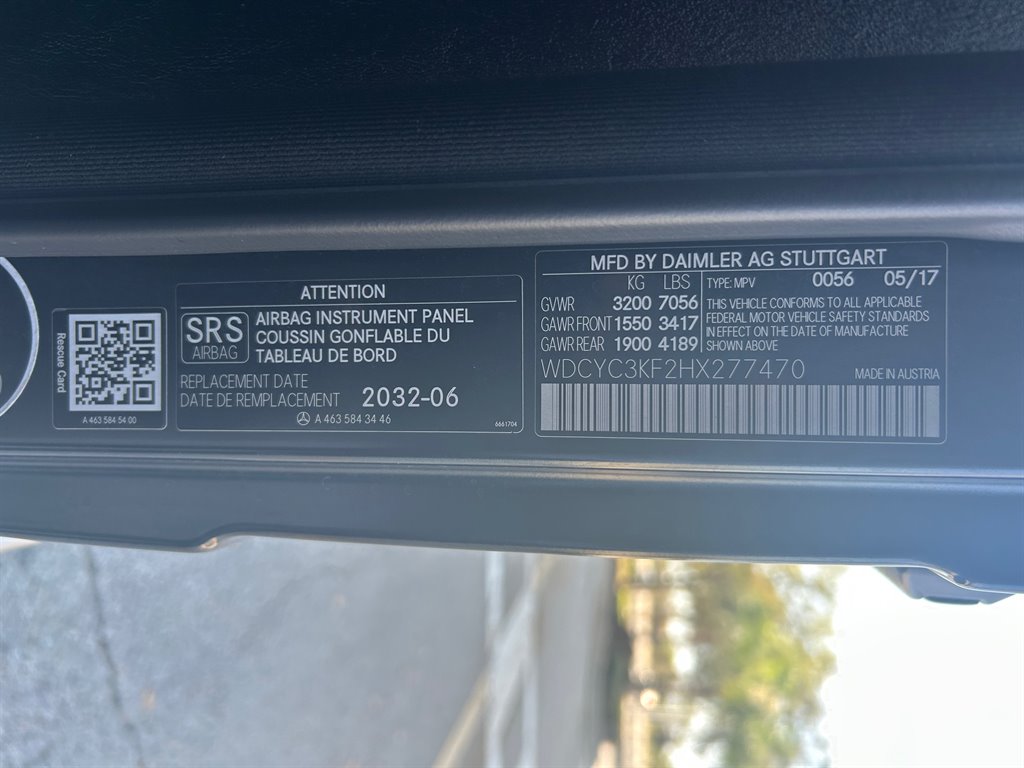 Rescue Card
A 463 584 54 00
ATTENTION
SRS
AIRBAG
AIRBAG INSTRUMENT PANEL
COUSSIN GONFLABLE DU
TABLEAU DE BORD
REPLACEMENT DATE
DATE DE REMPLACEMENT
2032-06
A 463 584 34 46
6661704
MFD BY DAIMLER AG STUTTGART
KG LBS
GVWR 3200 7056
GAWR FRONT 1550 3417
GAWR REAR 1900 4189
TYPE: MPV 0056 05/17
THIS VEHICLE CONFORMS TO ALL APPLICABLE
FEDERAL MOTOR VEHICLE SAFETY STANDARDS
IN EFFECT ON THE DATE OF MANUFACTURE
SHOWN ABOVE
WDCYC3KF2HX277470
MADE IN AUSTRIA